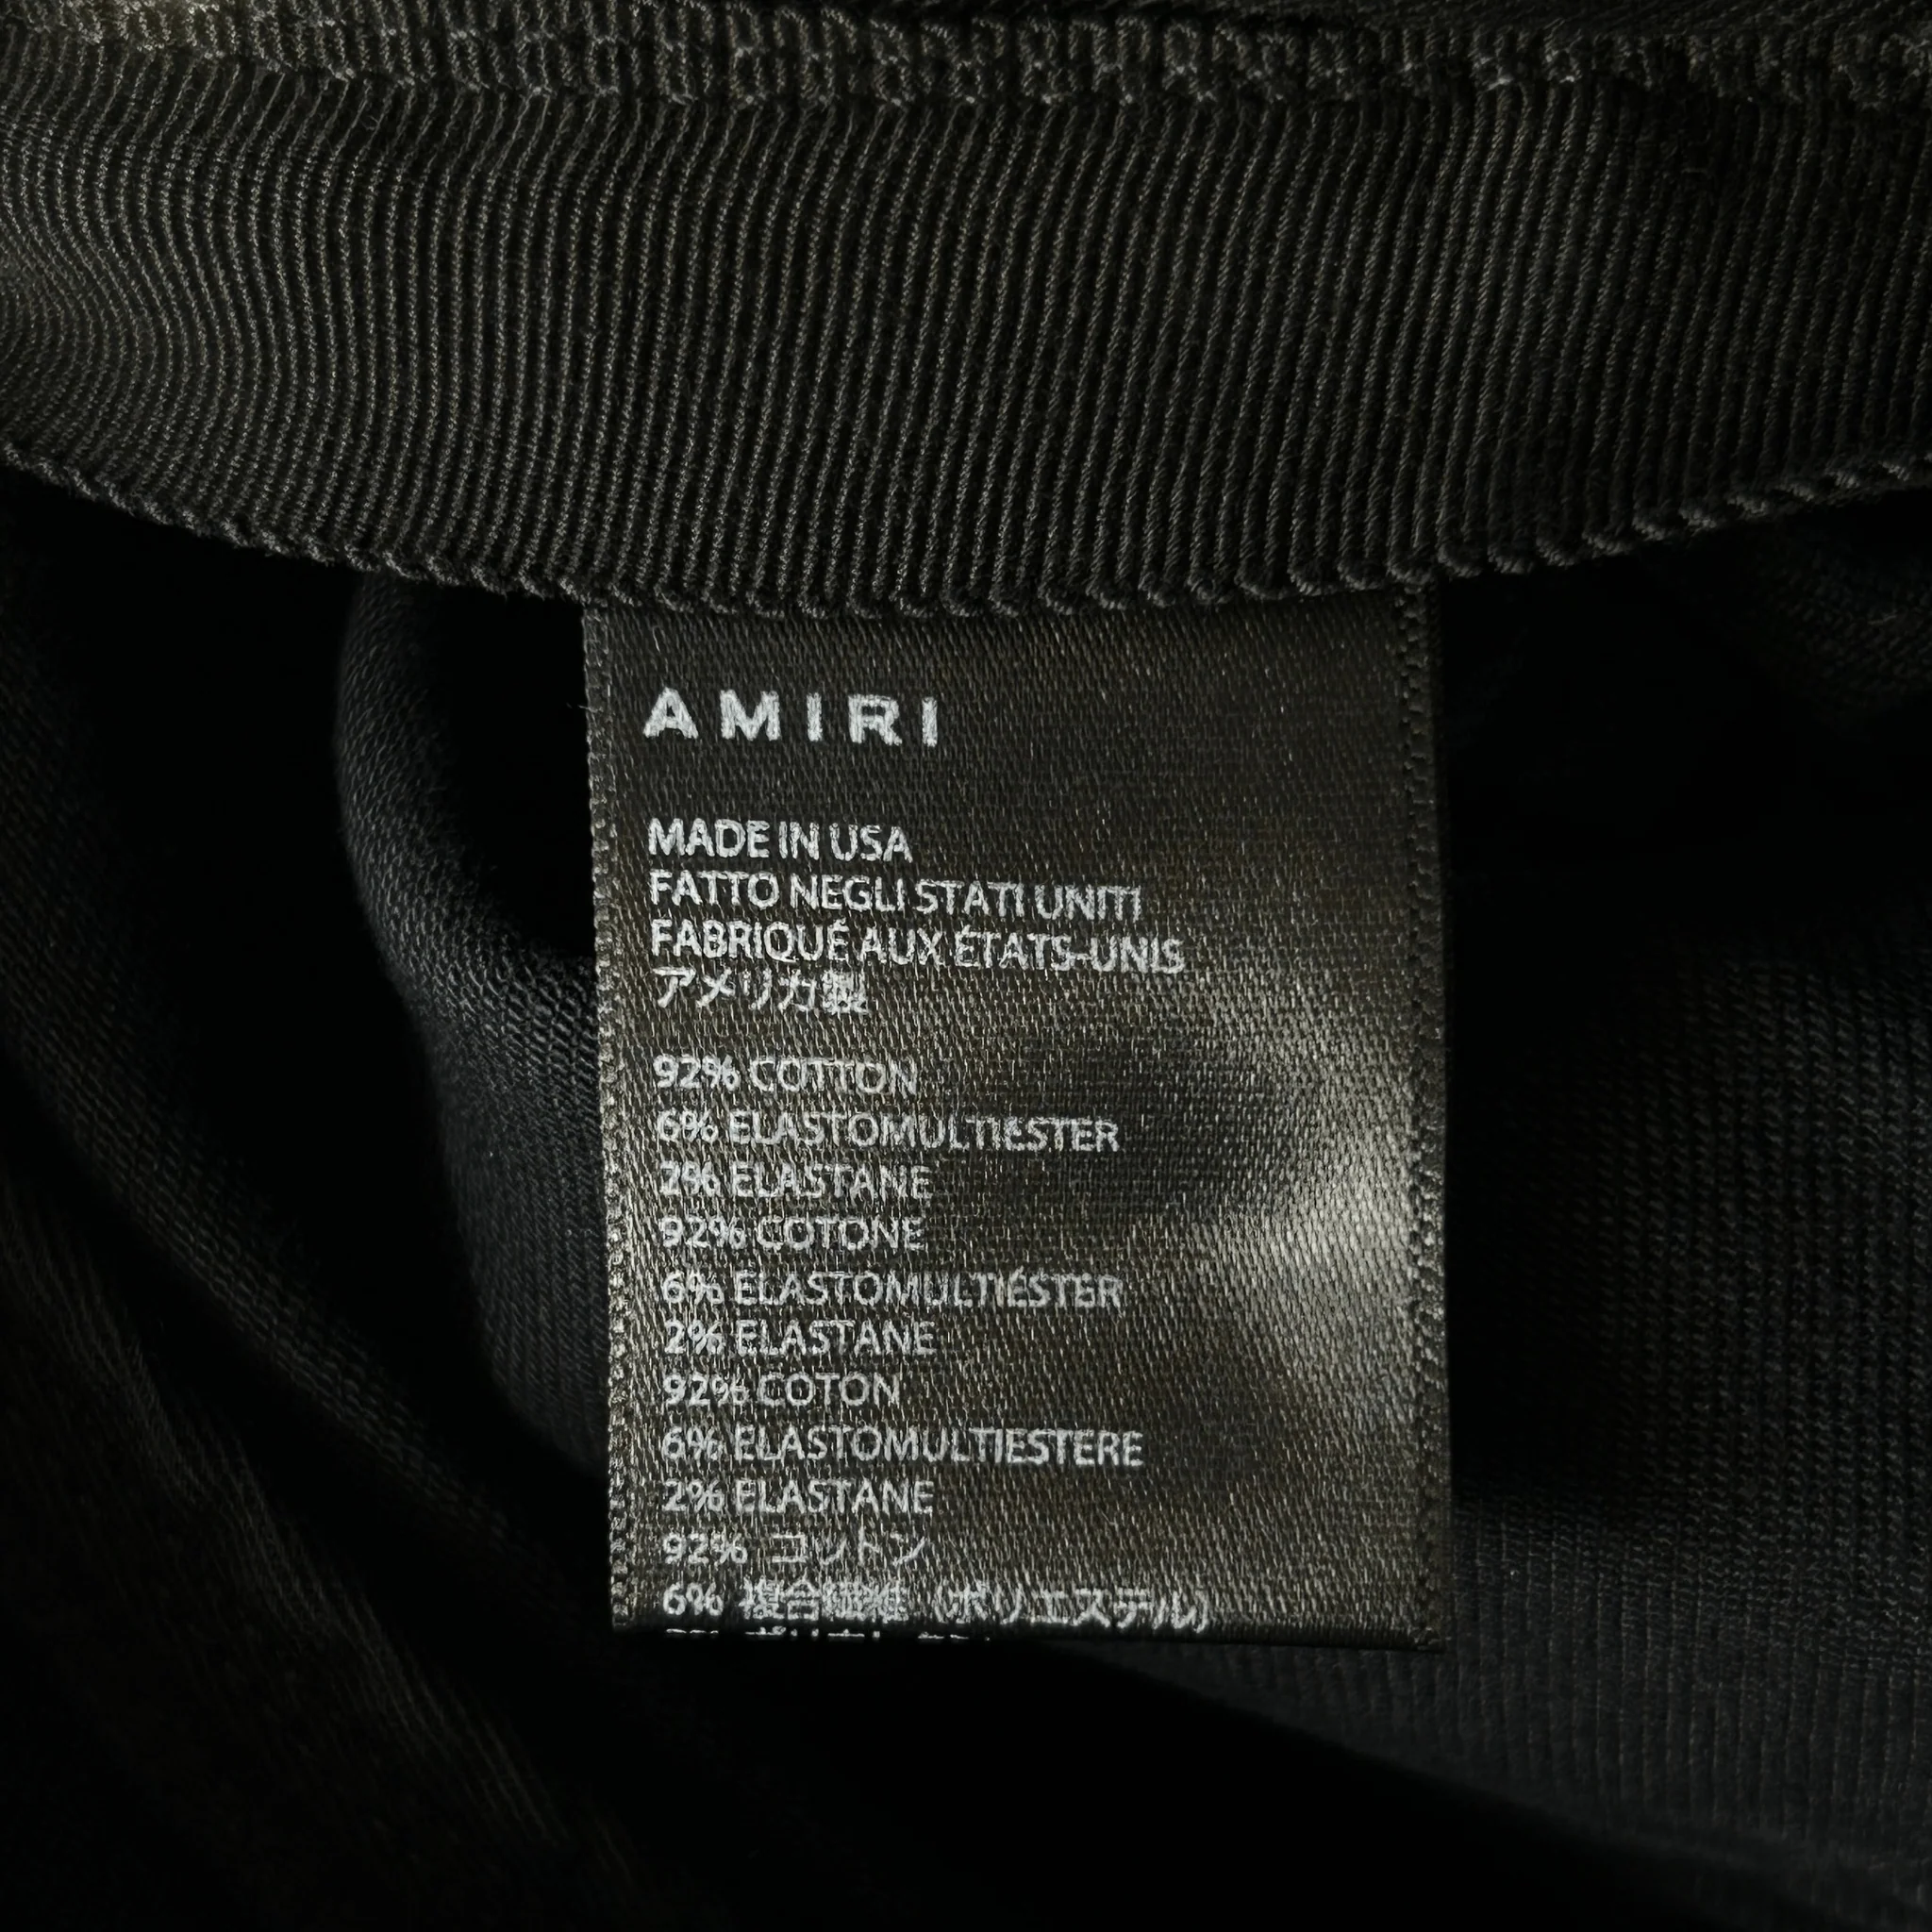 AMIRI
MADE IN USA
FATTO NEGLI STATI UNITI
FABRIQUÉ AUX ÉTATS-UNIS
アメリカ製
92% COTTON
6% ELASTOMULTIESTER
2% ELASTANE
92% COTONE
6% ELASTOMULTIÉSTER
2% ELASTANE
92% COTON
6% ELASTOMULTIESTERE
2% ELASTANE
92% コットン
6% 複合繊維 (ポリエステル)